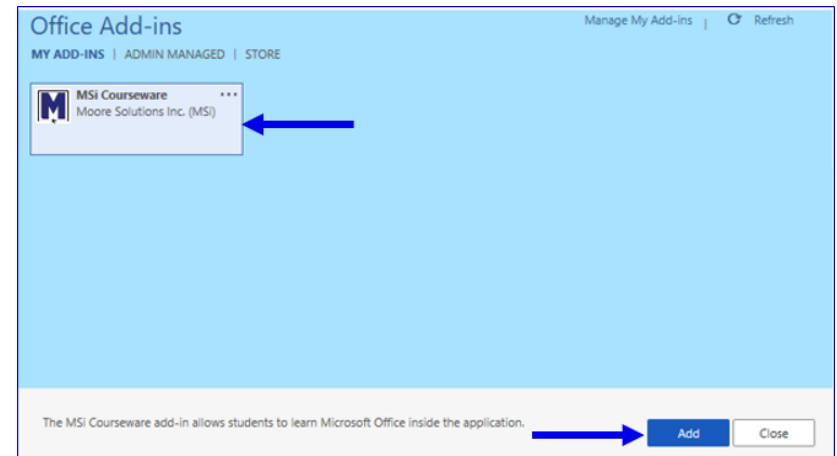 Office Add-ins
Manage My Add-ins | Refresh
MY ADD-INS | ADMIN MANAGED | STORE
M
MSi Courseware ...
Moore Solutions Inc. (MSi)
The MSi Courseware add-in allows students to learn Microsoft Office inside the application.
Add Close